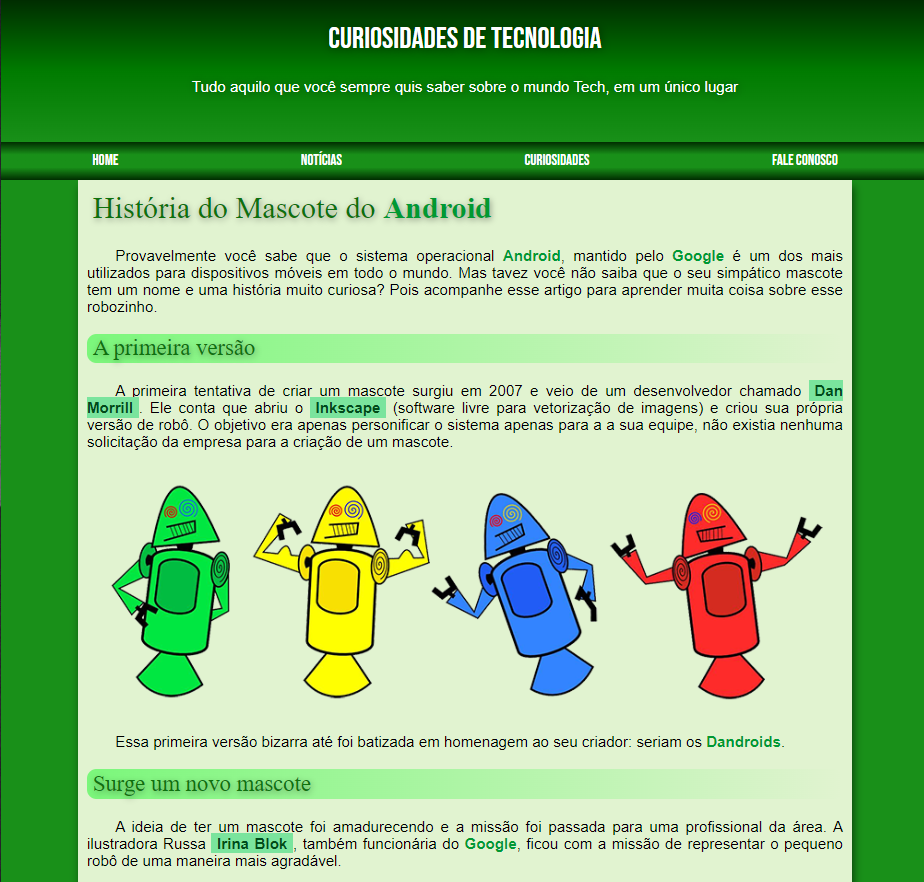 CURIOSIDADES DE TECNOLOGIA
Tudo aquilo que você sempre quis saber sobre o mundo Tech, em um único lugar
HOME NOTÍCIAS CURIOSIDADES FALE CONOSCO
História do Mascote do Android
Provavelmente você sabe que o sistema operacional Android, mantido pelo Google é um dos mais
utilizados para dispositivos móveis em todo o mundo. Mas tavez você não saiba que o seu simpático mascote
tem um nome e uma história muito curiosa? Pois acompanhe esse artigo para aprender muita coisa sobre esse
robozinho.
A primeira versão
A primeira tentativa de criar um mascote surgiu em 2007 e veio de um desenvolvedor chamado Dan
Morrill . Ele conta que abriu o Inkscape (software livre para vetorização de imagens) e criou sua própria
versão de robô. O objetivo era apenas personificar o sistema apenas para a a sua equipe, não existia nenhuma
solicitação da empresa para a criação de um mascote.
Essa primeira versão bizarra até foi batizada em homenagem ao seu criador: seriam os Dandroids.
Surge um novo mascote
A ideia de ter um mascote foi amadurecendo e a missão foi passada para uma profissional da área. A
ilustradora Russa Irina Blok , também funcionária do Google, ficou com a missão de representar o pequeno
robô de uma maneira mais agradável.